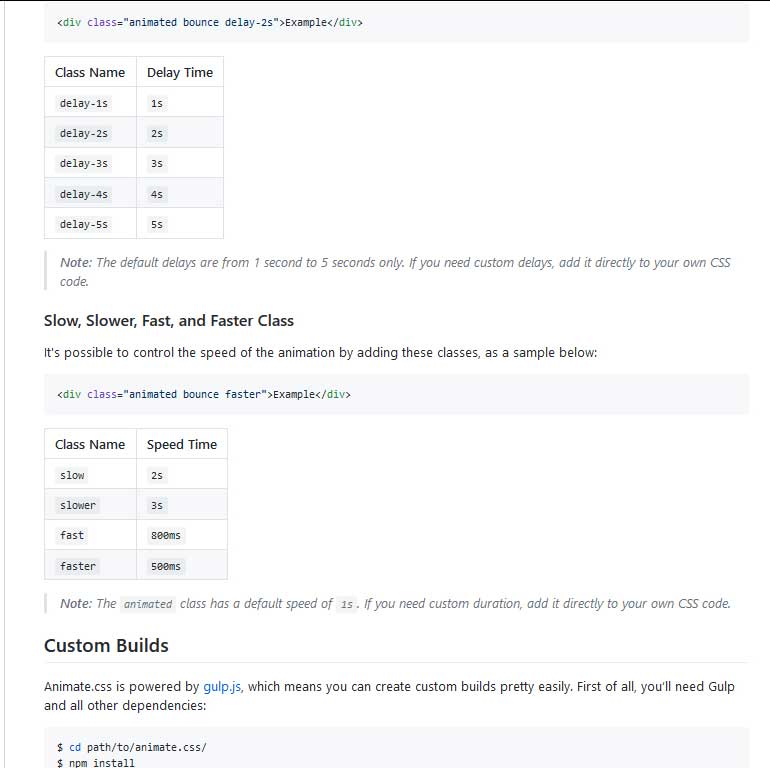 <div class="animated bounce delay-2s">Example</div>
Class Name Delay Time
delay-1s 1s
delay-2s 2s
delay-3s 3s
delay-4s 4s
delay-5s 5s
Note: The default delays are from 1 second to 5 seconds only. If you need custom delays, add it directly to your own CSS
code.
Slow, Slower, Fast, and Faster Class
It's possible to control the speed of the animation by adding these classes, as a sample below:
<div class="animated bounce faster">Example</div>
Class Name Speed Time
slow 2s
slower 3s
fast 800ms
faster 500ms
Note: The animated class has a default speed of 1s. If you need custom duration, add it directly to your own CSS code.
Custom Builds
Animate.css is powered by gulp.js, which means you can create custom builds pretty easily. First of all, you'll need Gulp
and all other dependencies:
$ cd path/to/animate.css/
$ npm install